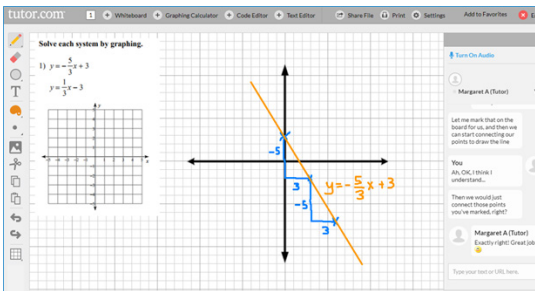 tutor.com 1 Whiteboard Graphing Calculator Code Editor Text Editor Share File Print Settings Add to Favorites
Solve each system by graphing.
1) y = -5/3x + 3
y = 1/3x - 3
y
x
-5
3
-5
3
y = -5/3x + 3
Turn On Audio
Margaret A (Tutor)
Let me mark that on the
board for us, and then we
can start connecting our
points to draw the line
You
Ah, OK, I think I
understand...
Then we would just
connect those points
you've marked, right?
Margaret A (Tutor)
Exactly right! Great job
Type your text or URL here.